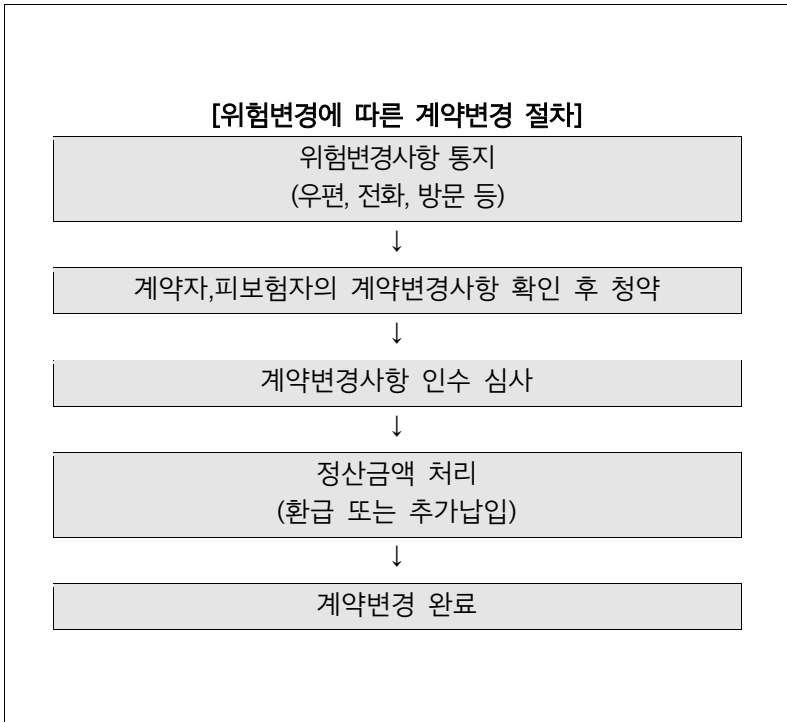 [위험변경에 따른 계약변경 절차]
위험변경사항 통지
(우편, 전화, 방문 등)
↓
계약자,피보험자의 계약변경사항 확인 후 청약
↓
계약변경사항 인수 심사
↓
정산금액 처리
(환급 또는 추가납입)
↓
계약변경 완료